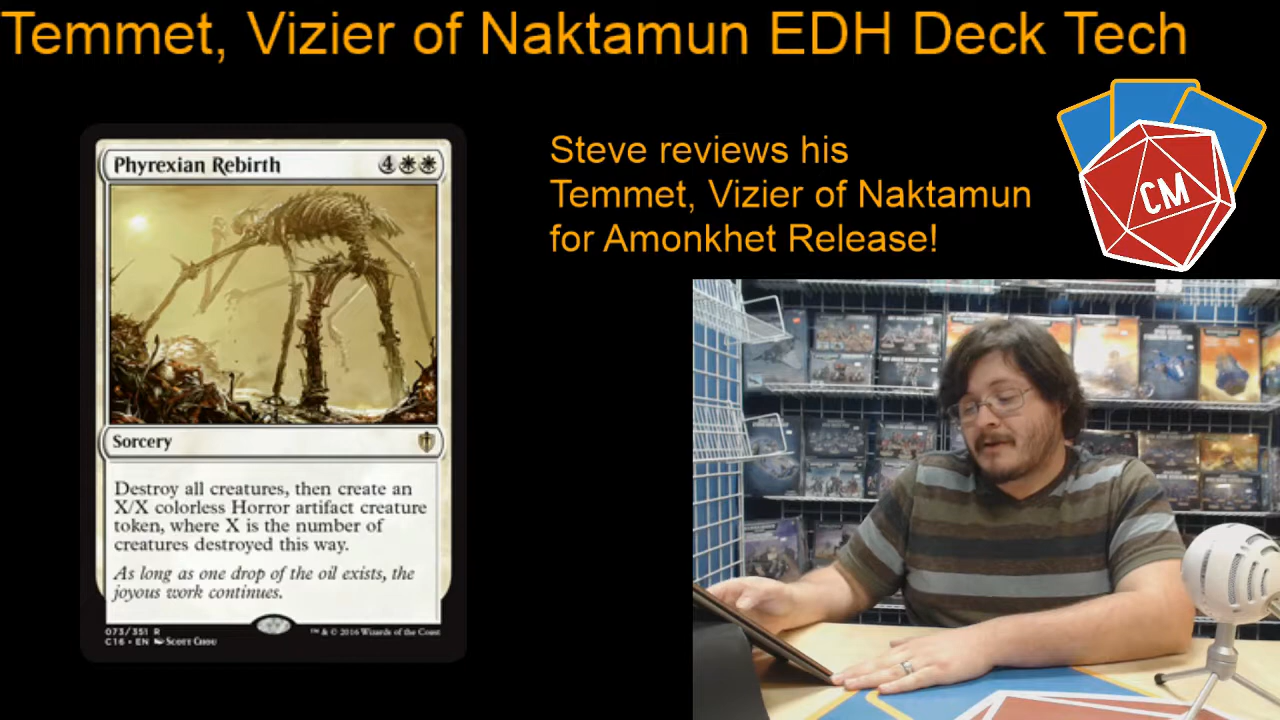 Temmet, Vizier of Naktamun EDH Deck Tech
Phyrexian Rebirth
4
Steve reviews his
Temmet, Vizier of Naktamun
for Amonkhet Release!
CM
Sorcery
Destroy all creatures, then create an
X/X colorless Horror artifact creature
token, where X is the number of
creatures destroyed this way.
As long as one drop of the oil exists, the
joyous work continues.
073/351 R
C16 • EN Scott Chou
™ & © 2016 Wizards of the Coast